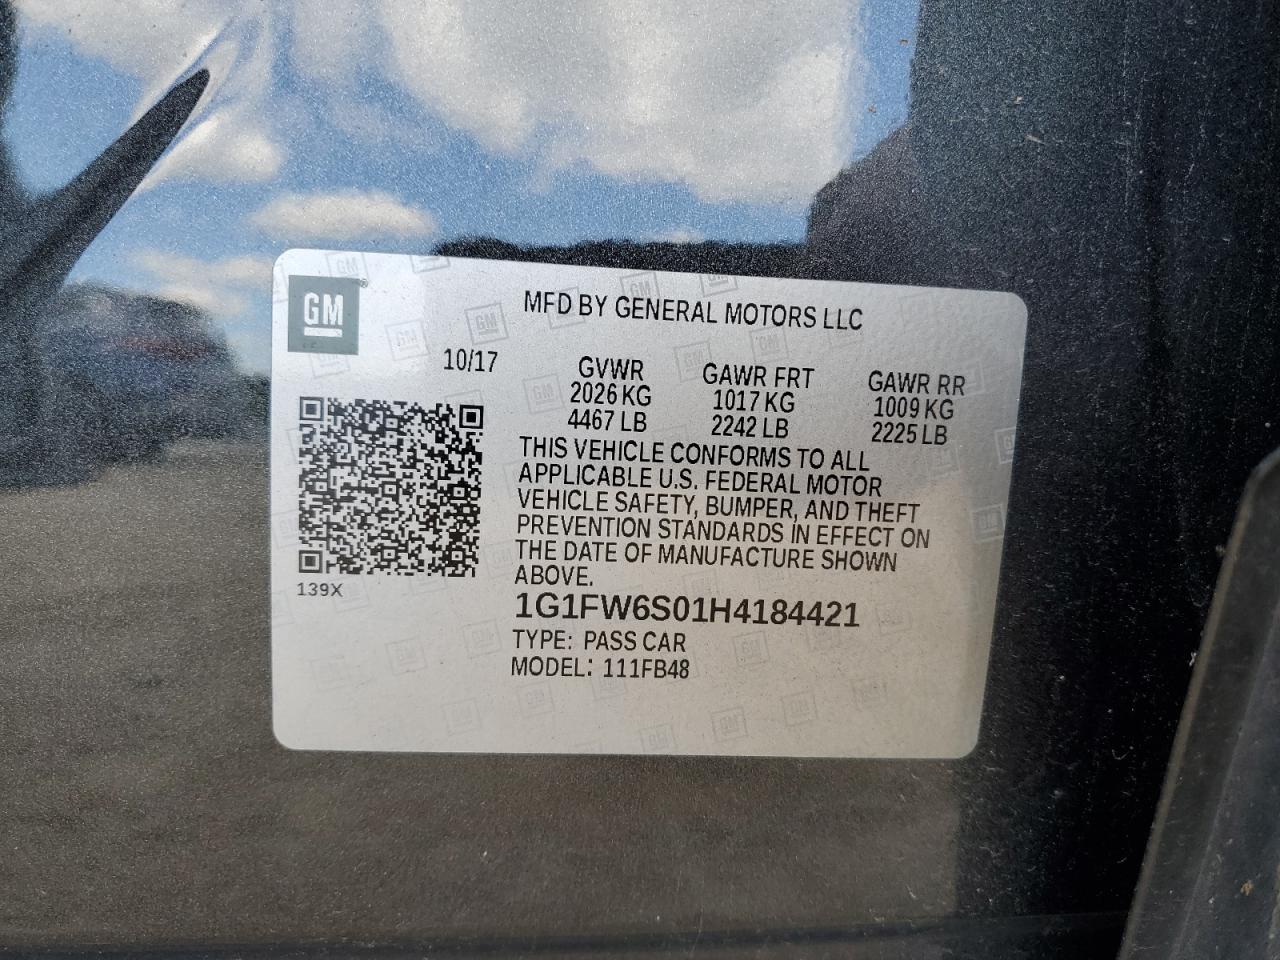 GM
MFD BY GENERAL MOTORS LLC
10/17
GVWR
2026 KG
4467 LB
GAWR FRT
1017 KG
2242 LB
GAWR RR
1009 KG
2225 LB
THIS VEHICLE CONFORMS TO ALL
APPLICABLE U.S. FEDERAL MOTOR
VEHICLE SAFETY, BUMPER, AND THEFT
PREVENTION STANDARDS IN EFFECT ON
THE DATE OF MANUFACTURE SHOWN
ABOVE.
139X
1G1FW6S01H4184421
TYPE: PASS CAR
MODEL: 111FB48